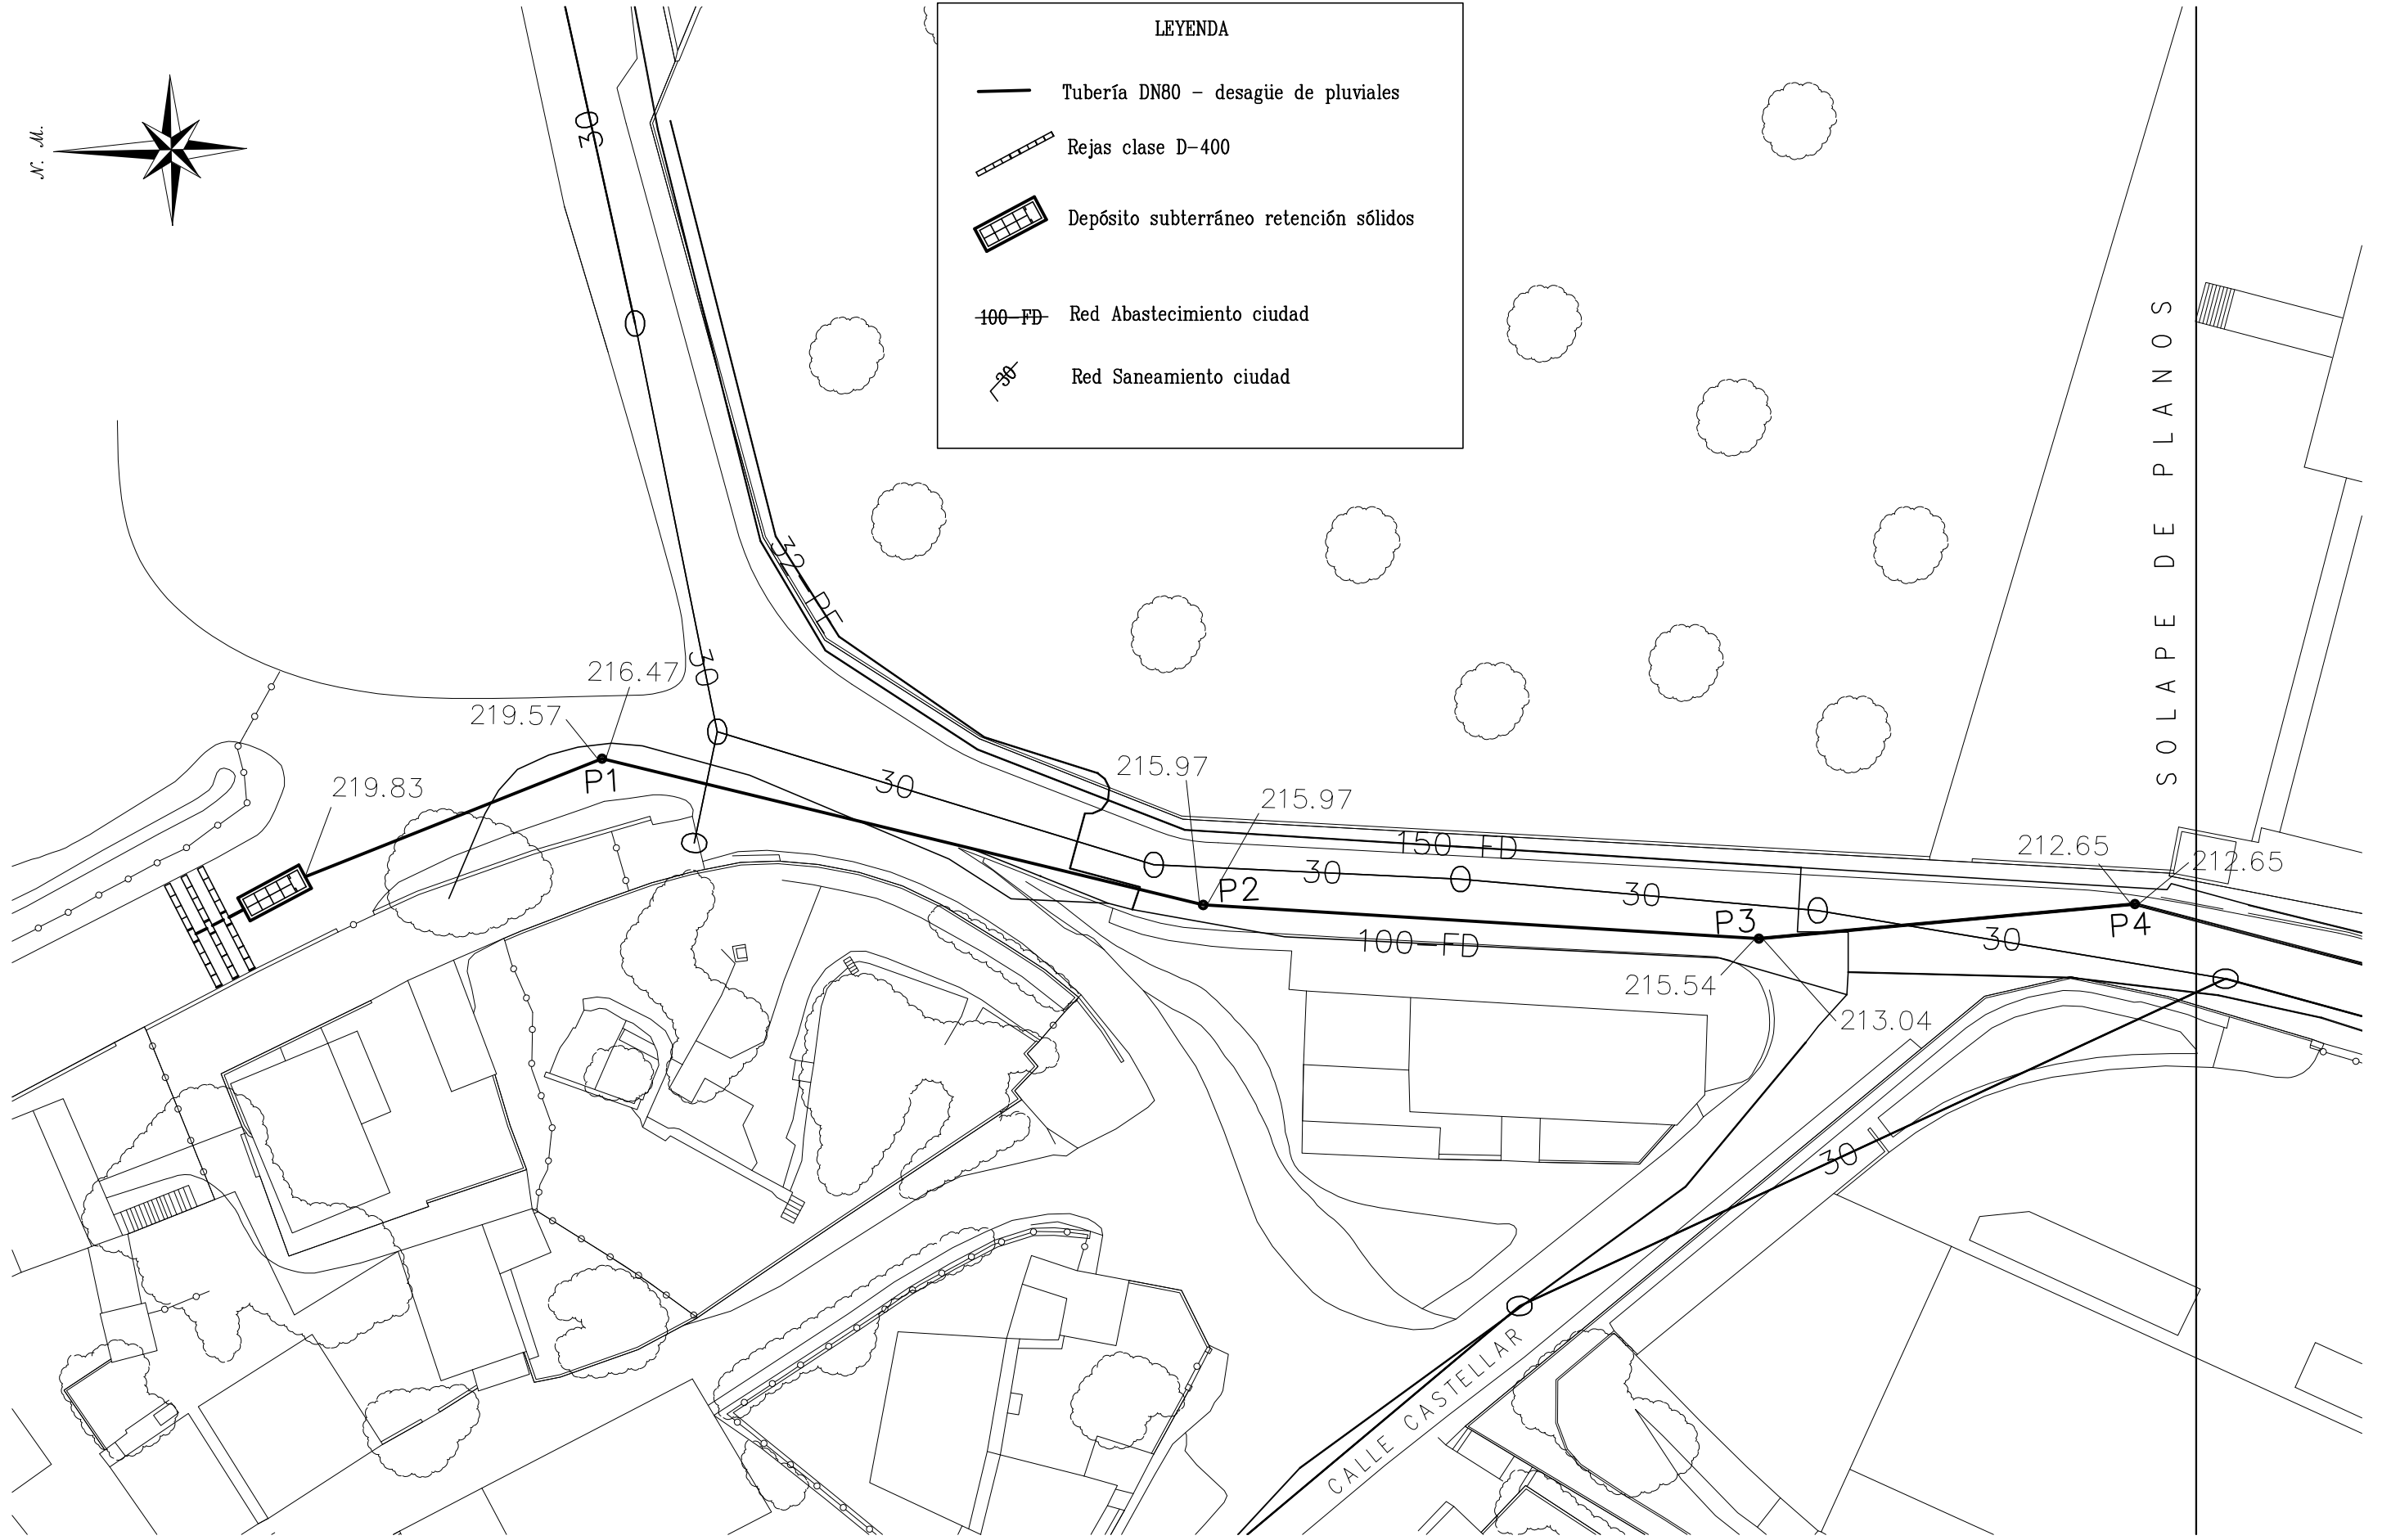 LEYENDA
Tubería DN80 - desagüe de pluviales
Rejas clase D-400
Depósito subterráneo retención sólidos
100-FD Red Abastecimiento ciudad
30 Red Saneamiento ciudad
N. M.
30
32-PE
30
216.47
219.57
P1
219.83
30
215.97
215.97
P2
150-FD
30
30
100-FD
P3
215.54
213.04
212.65
212.65
P4
30
30
SOLAPE DE PLANOS
CALLE CASTELLAR